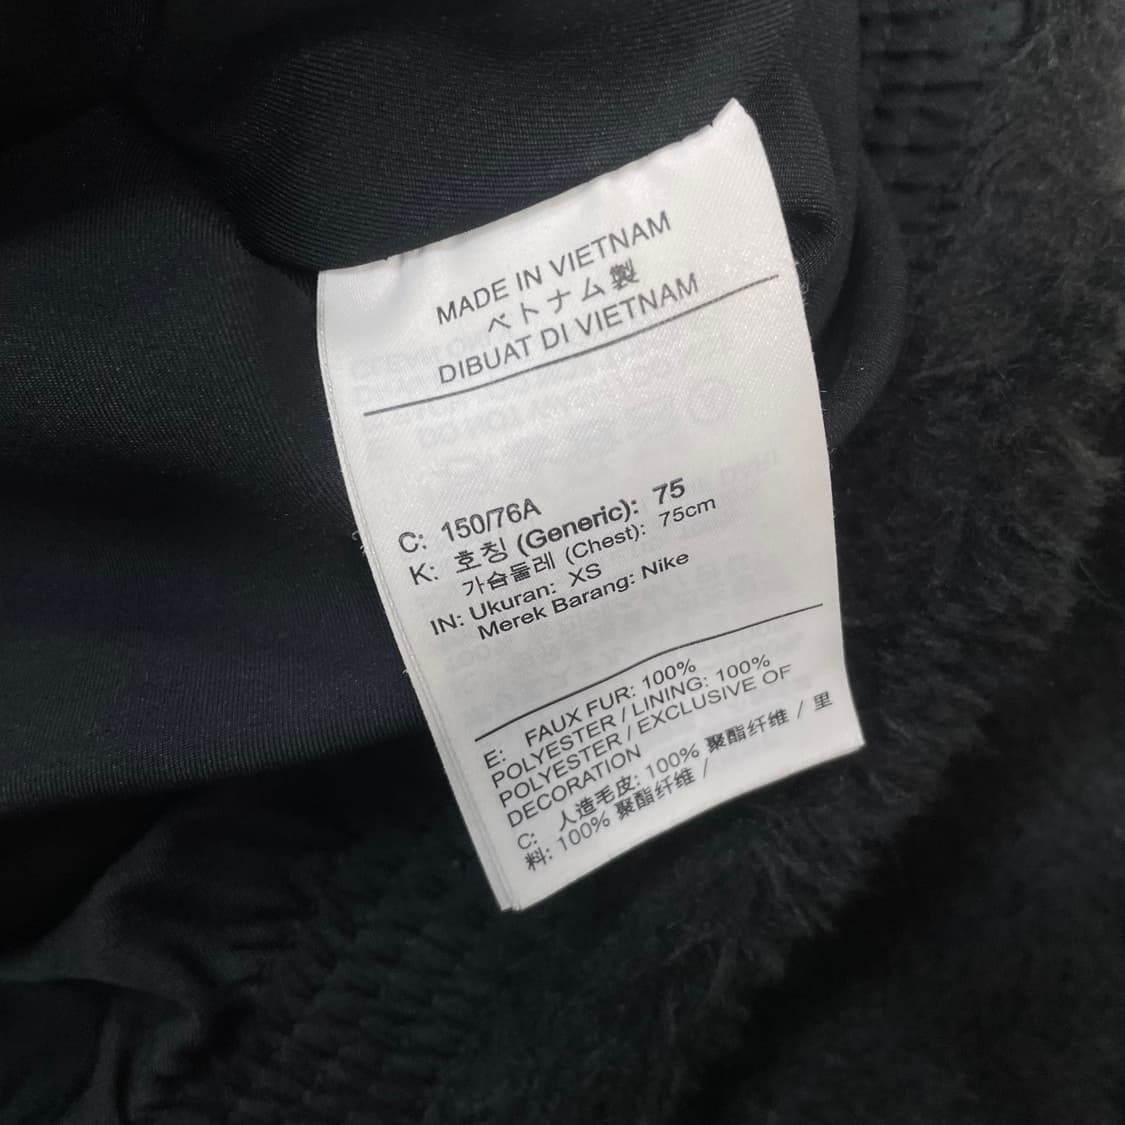 MADE IN VIETNAM
ベトナム製
DIBUAT DI VIETNAM
C: 150/76A
K: 호칭 (Generic): 75
가슴둘레 (Chest): 75cm
IN: Ukuran: XS
Merek Barang: Nike
E: FAUX FUR: 100%
POLYESTER / LINING: 100%
POLYESTER / EXCLUSIVE OF
DECORATION
C: 人造毛皮: 100% 聚酯纤维 / 里
料: 100% 聚酯纤维 /